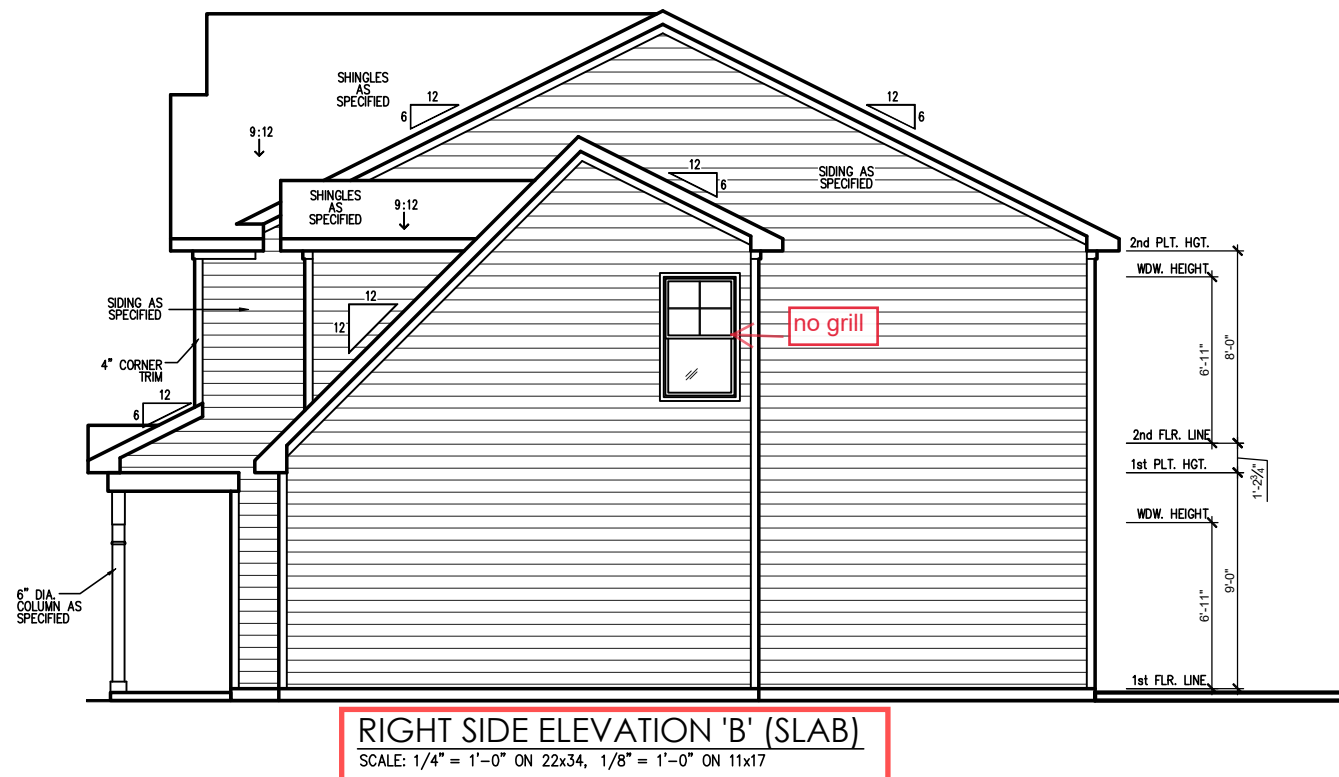 SHINGLES
AS
SPECIFIED
12
6
12
6
9:12
12
6
SIDING AS
SPECIFIED
SHINGLES
AS
SPECIFIED
9:12
2nd PLT. HGT.
WDW. HEIGHT
SIDING AS
SPECIFIED
12
12
no grill
6'-11"
8'-0"
4" CORNER
TRIM
12
6
2nd FLR. LINE
1st PLT. HGT.
1'-2¾"
WDW. HEIGHT
6" DIA.
COLUMN AS
SPECIFIED
6'-11"
9'-0"
1st FLR. LINE
RIGHT SIDE ELEVATION 'B' (SLAB)
SCALE: 1/4" = 1'-0" ON 22x34, 1/8" = 1'-0" ON 11x17